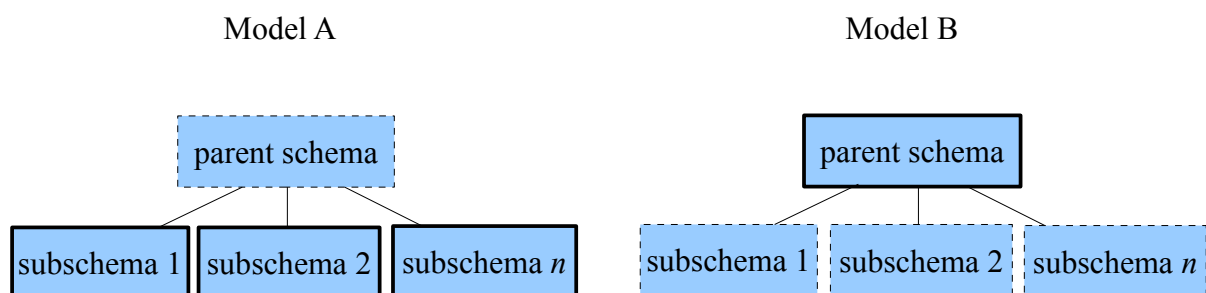 Model A
Model B
parent schema
parent schema
subschema 1
subschema 2
subschema n
subschema 1
subschema 2
subschema n